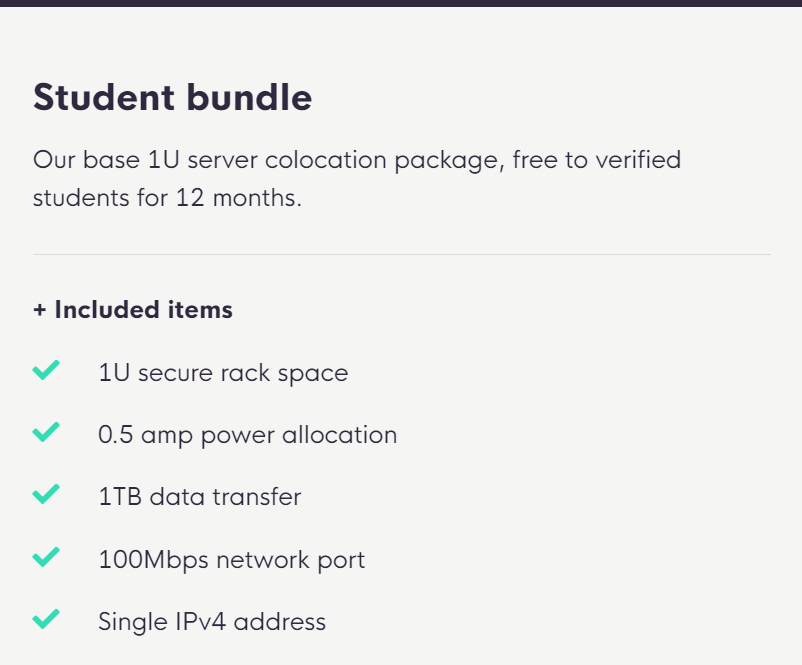 Student bundle
Our base 1U server colocation package, free to verified
students for 12 months.
+ Included items
1U secure rack space
0.5 amp power allocation
1TB data transfer
100Mbps network port
Single IPv4 address